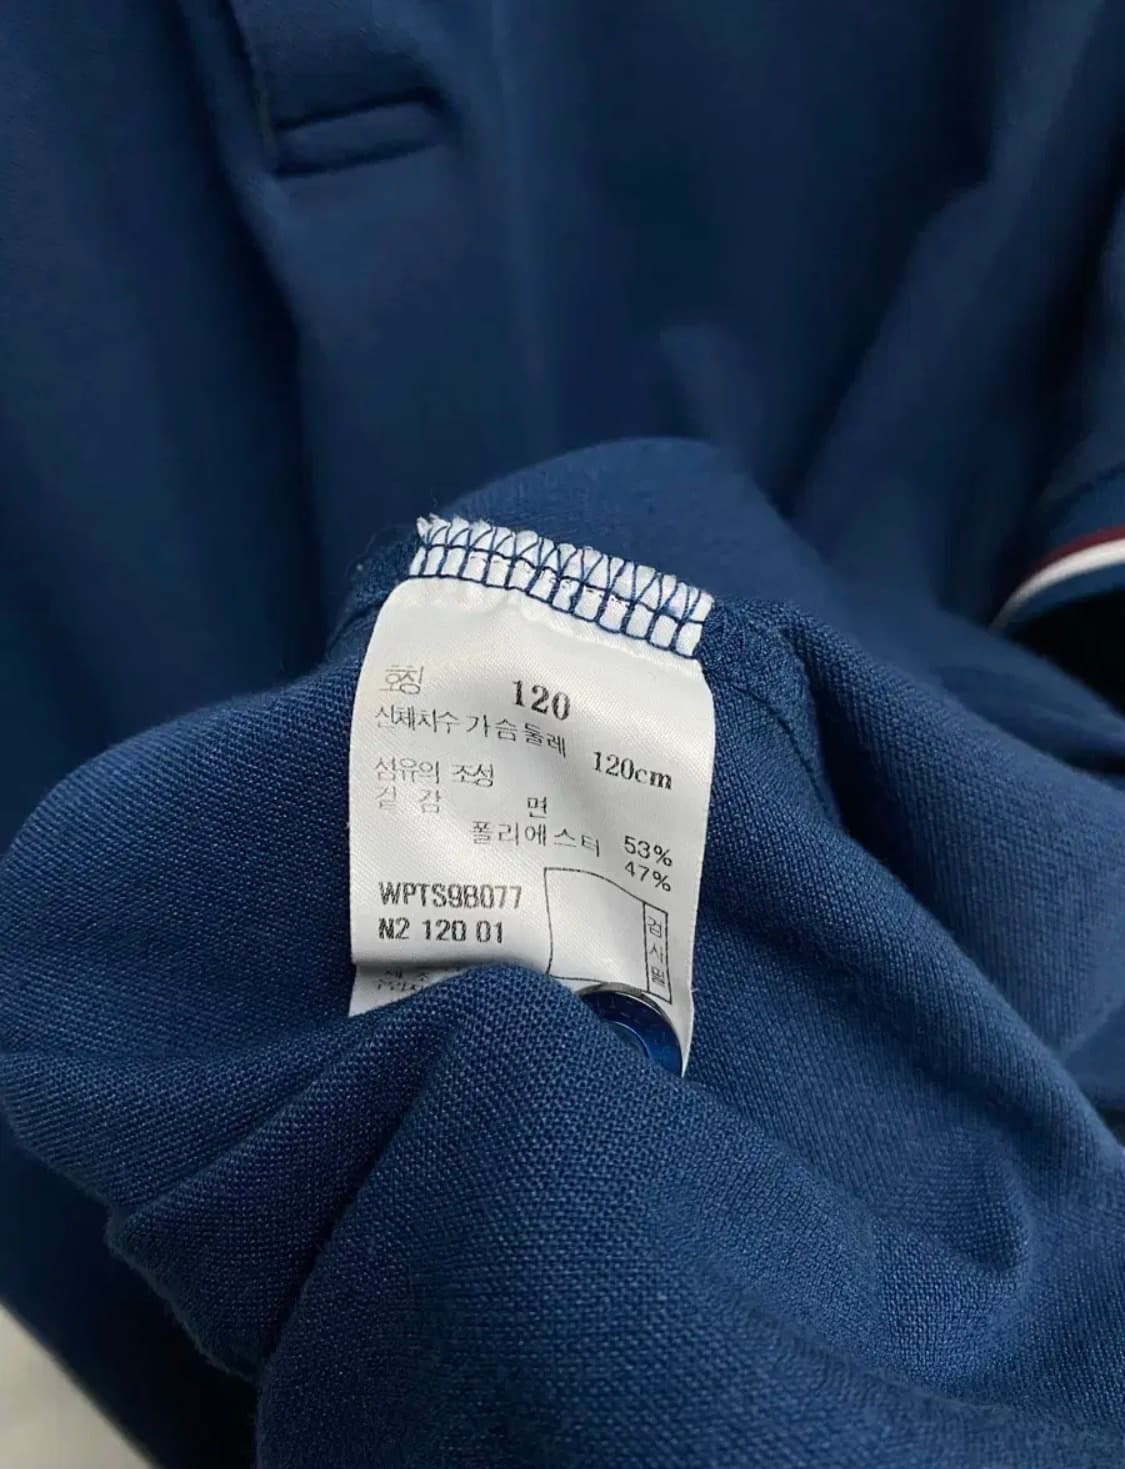 호칭 120
신체치수 가슴둘레 120cm
섬유의 조성
겉 감 면 53%
폴리에스터 47%
WPTS9B077
N2 120 01
검사필